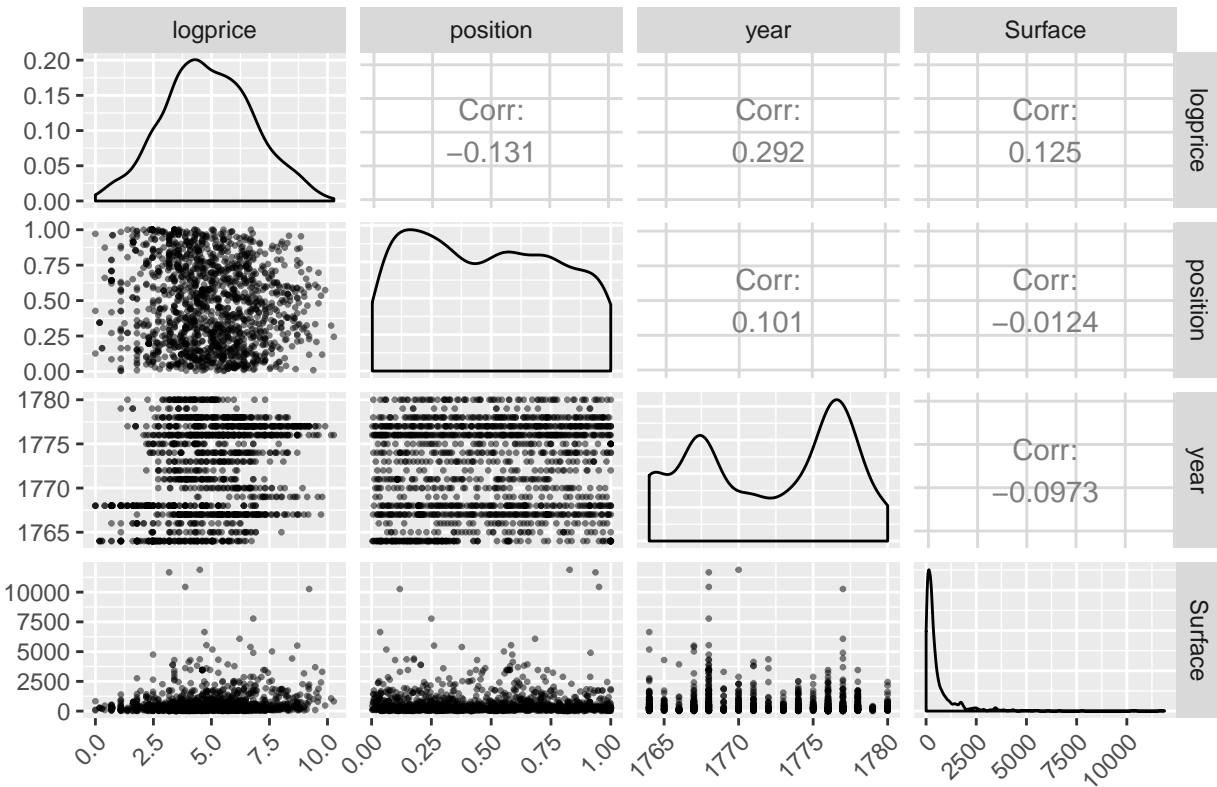 logprice position year Surface
0.20
0.15
0.10
0.05
0.00
Corr:
−0.131
Corr:
0.292
Corr:
0.125
logprice
1.00
0.75
0.50
0.25
0.00
Corr:
0.101
Corr:
−0.0124
position
1780
1775
1770
1765
Corr:
−0.0973
year
10000
7500
5000
2500
0
Surface
0.0 2.5 5.0 7.5 10.0 0.00 0.25 0.50 0.75 1.00 1765 1770 1775 1780 0 2500 5000 7500 10000